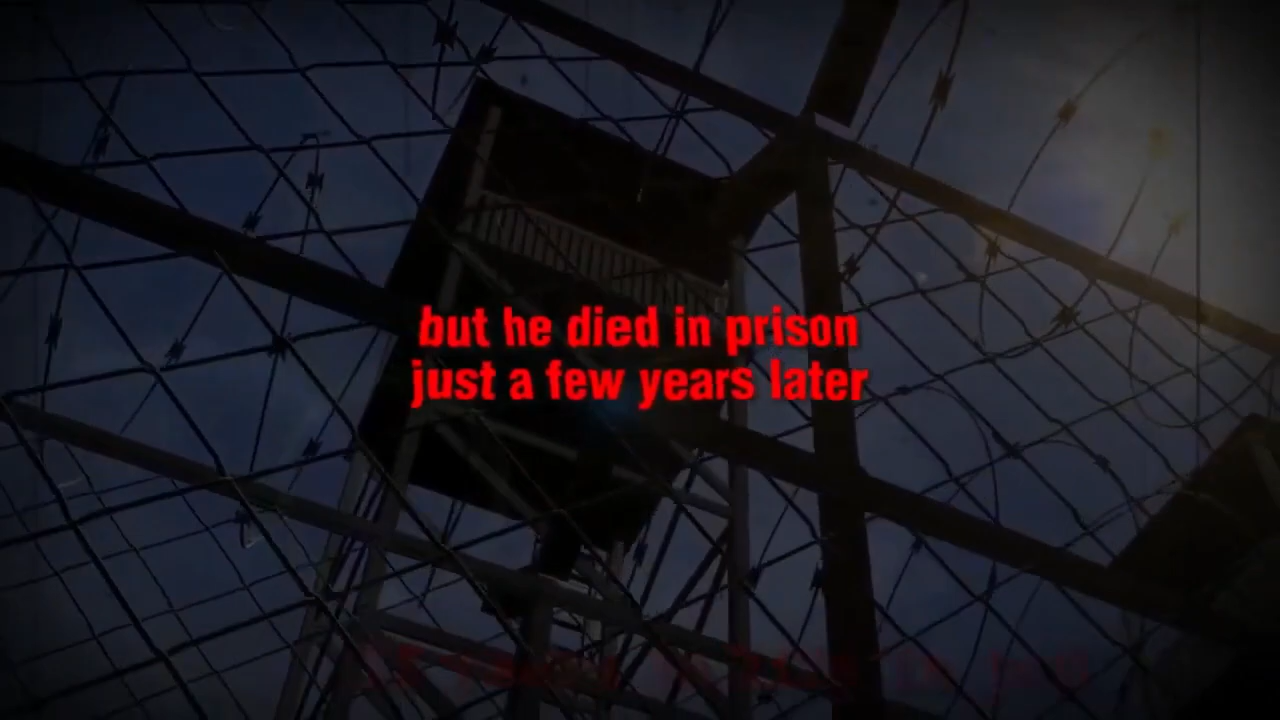 but he died in prison
just a few years later